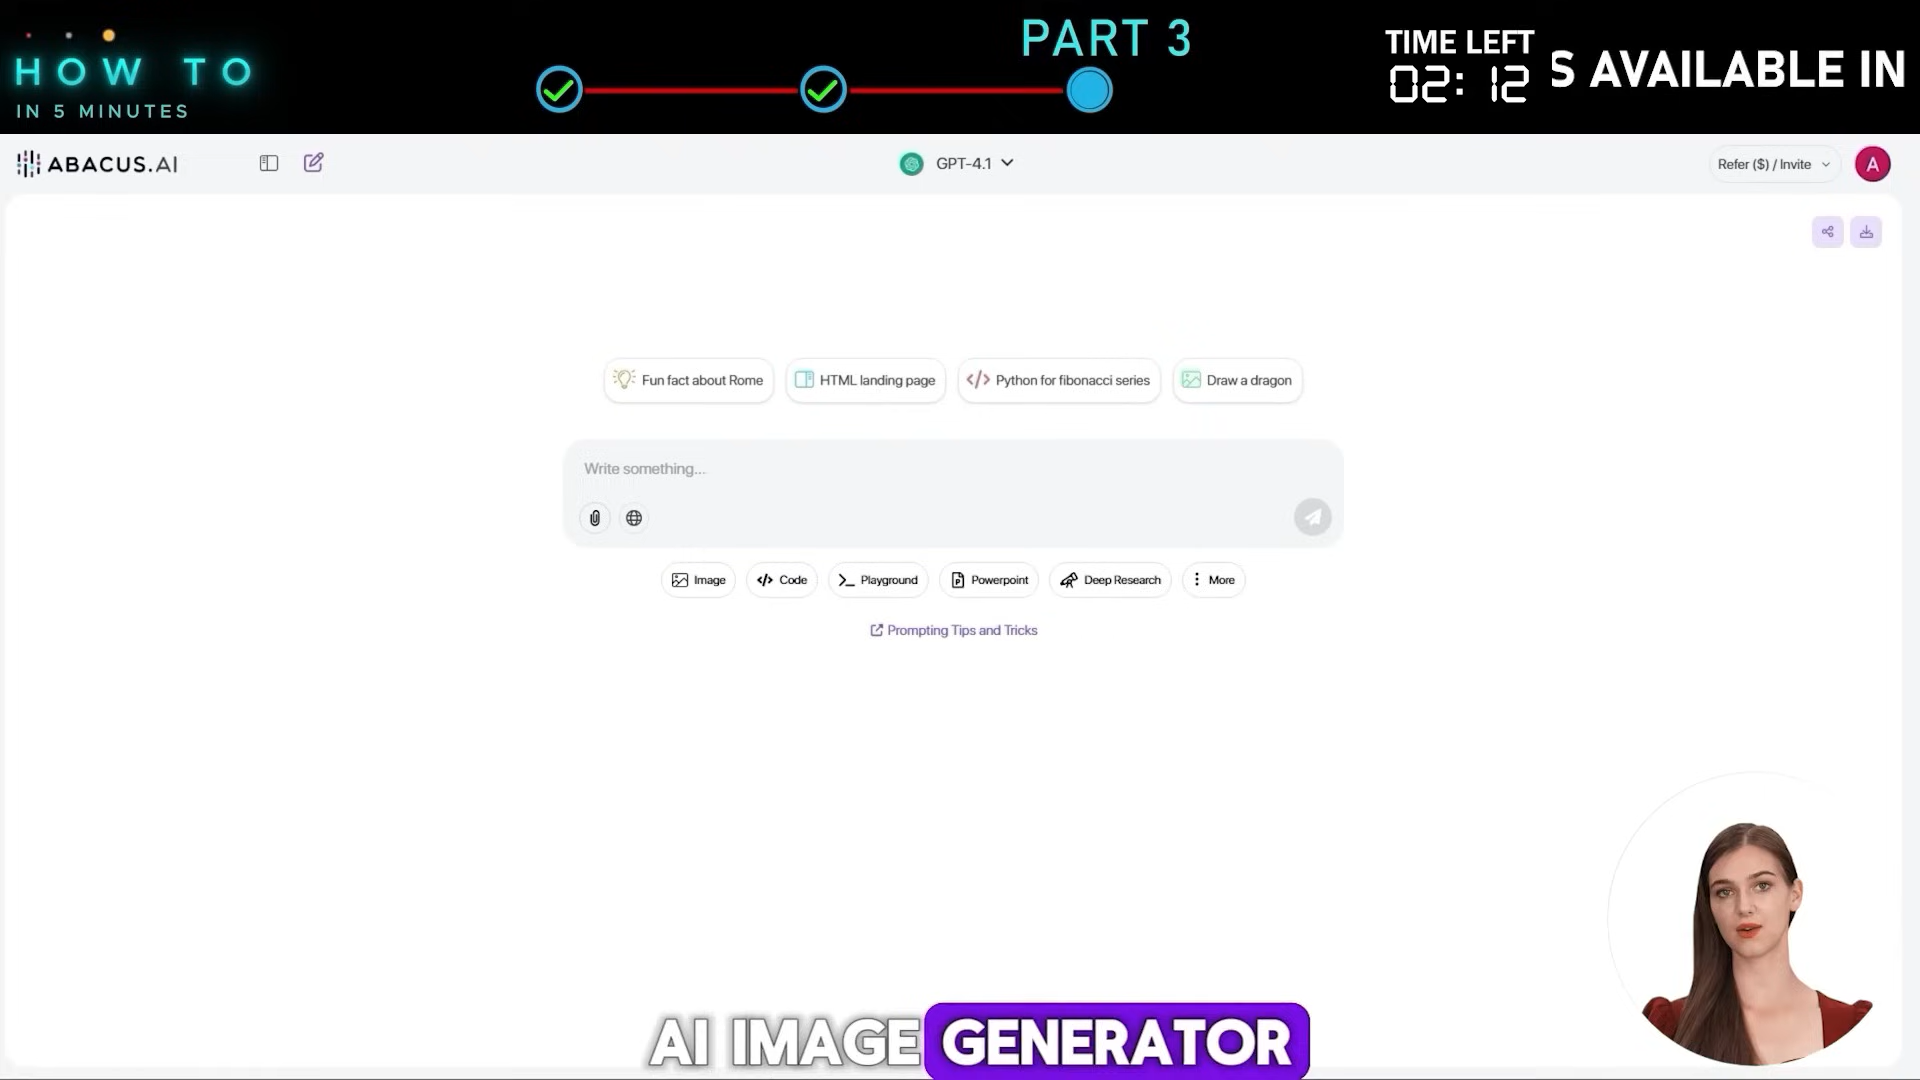 HOW TO
IN 5 MINUTES
PART 3
TIME LEFT
02:12
S AVAILABLE IN
ABACUS.AI
GPT-4.1
Refer ($) / Invite
A
Fun fact about Rome
HTML landing page
</> Python for fibonacci series
Draw a dragon
Write something...
Image
</> Code
>_ Playground
Powerpoint
Deep Research
More
Prompting Tips and Tricks
AI IMAGE GENERATOR